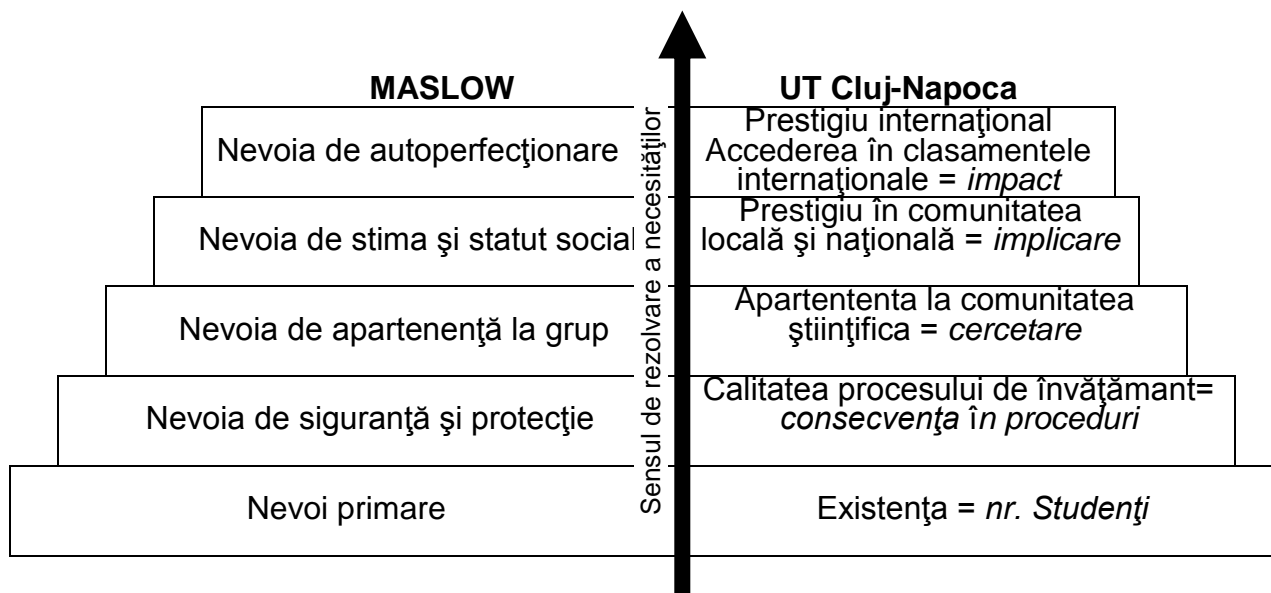 MASLOW
Nevoia de autoperfecţionare
Nevoia de stima şi statut social
Nevoia de apartenenţă la grup
Nevoia de siguranţă şi protecţie
Nevoi primare
Sensul de rezolvare a necesităţilor
UT Cluj-Napoca
Prestigiu internaţional
Accederea în clasamentele
internaţionale = impact
Prestigiu în comunitatea
locală şi naţională = implicare
Apartententa la comunitatea
ştiinţifica = cercetare
Calitatea procesului de învăţămant=
consecvenţa în proceduri
Existenţa = nr. Studenţi